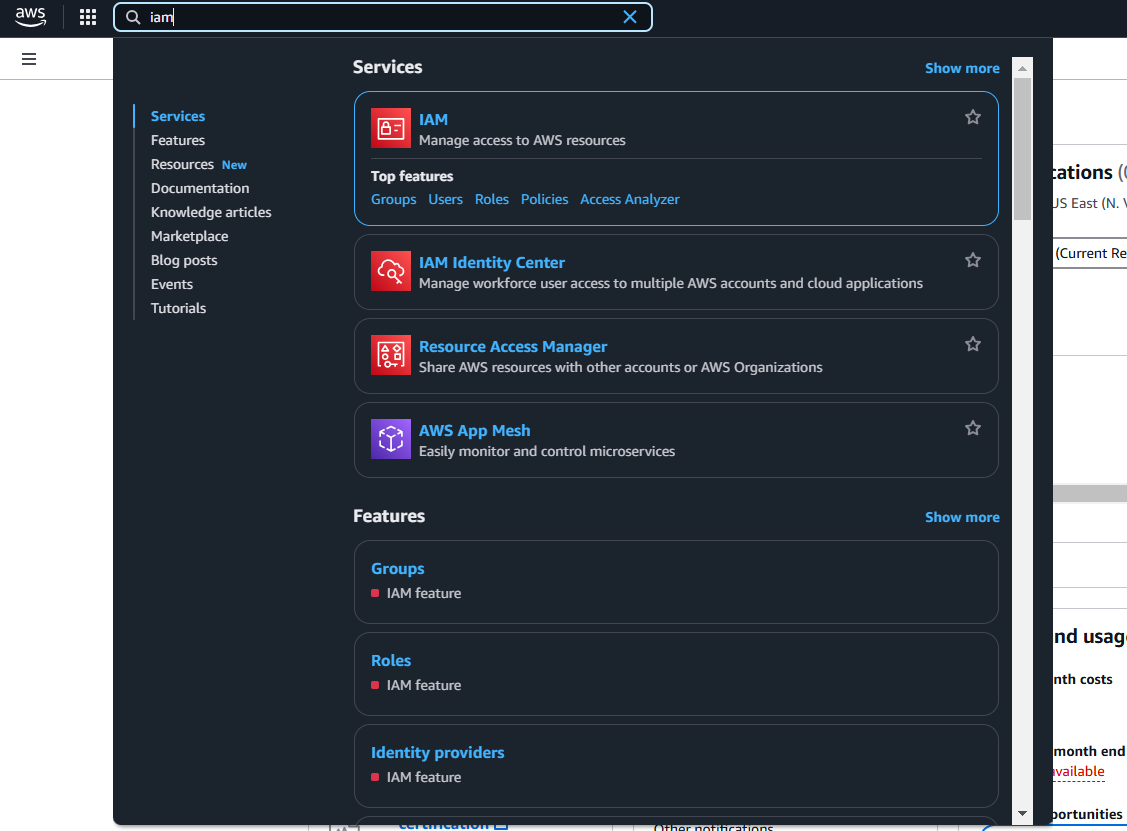 aws
iam
Services
Features
Resources New
Documentation
Knowledge articles
Marketplace
Blog posts
Events
Tutorials
Services
Show more
IAM
Manage access to AWS resources
Top features
Groups Users Roles Policies Access Analyzer
IAM Identity Center
Manage workforce user access to multiple AWS accounts and cloud applications
Resource Access Manager
Share AWS resources with other accounts or AWS Organizations
AWS App Mesh
Easily monitor and control microservices
Features
Show more
Groups
IAM feature
Roles
IAM feature
Identity providers
IAM feature
certification
Other notifications
cations (
US East (N. V
(Current Re
nd usag
nth costs
month end
vailable
portunities